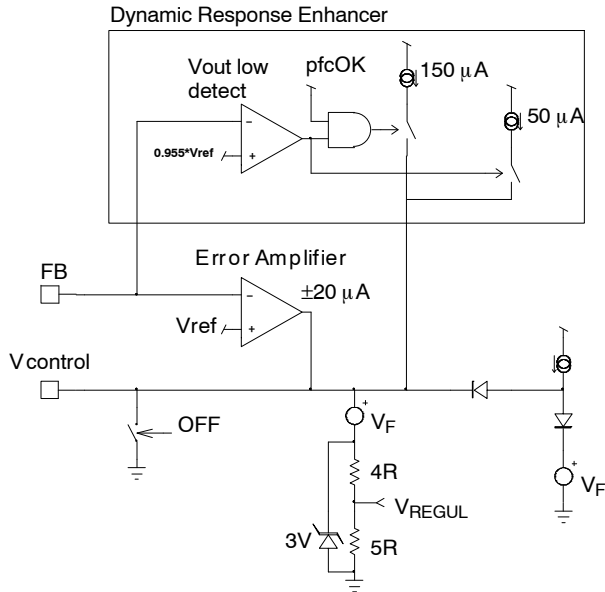 Dynamic Response Enhancer
pfcOK
150 µA
Vout low
detect
50 µA
0.955*Vref
Error Amplifier
FB
±20 µA
Vref
Vcontrol
OFF
VF
4R
VREGUL
3V
5R
VF